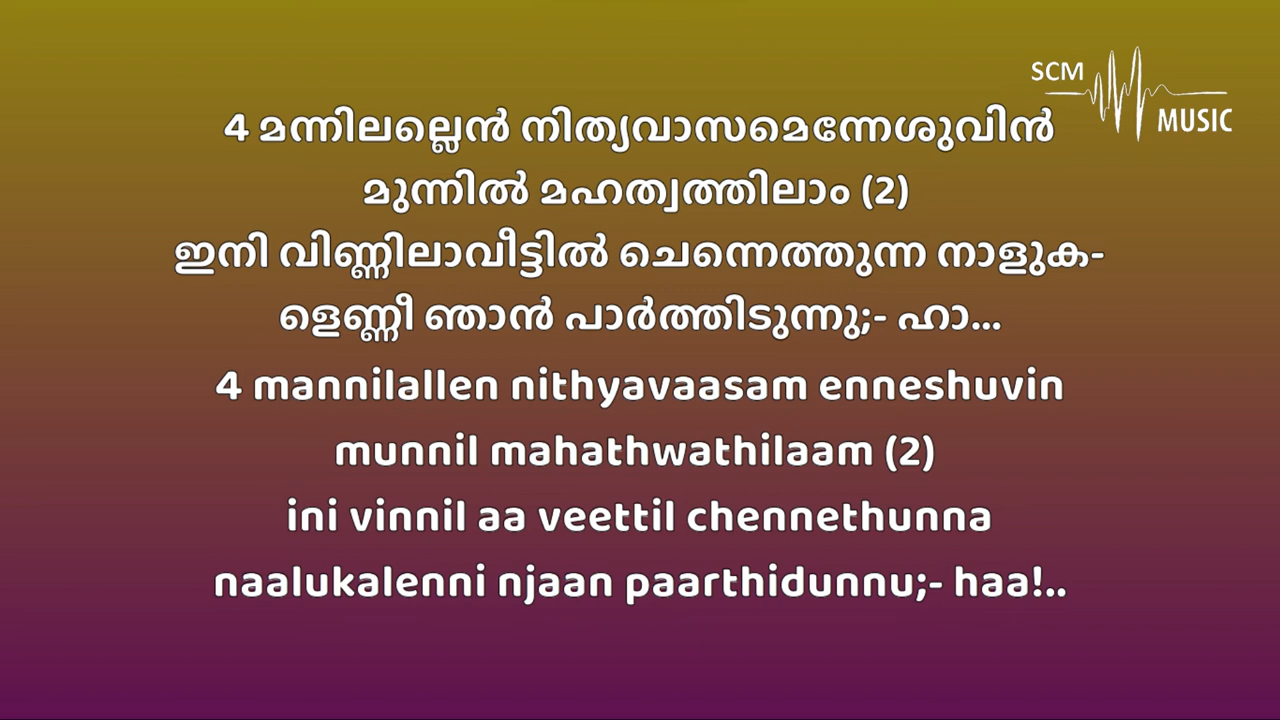 SCM
MUSIC
4 മന്നിലല്ലെൻ നിത്യവാസമെന്നേശുവിൻ
മുന്നിൽ മഹത്വത്തിലാം (2)
ഇനി വിണ്ണിലാവീട്ടിൽ ചെന്നെത്തുന്ന നാളുക-
ളെണ്ണീ ഞാൻ പാർത്തിടുന്നു;- ഹാ...
4 mannilallen nithyavaasam enneshuvin
munnil mahathwathilaam (2)
ini vinnil aa veettil chennethunna
naalukalenni njaan paarthidunnu;- haa!..